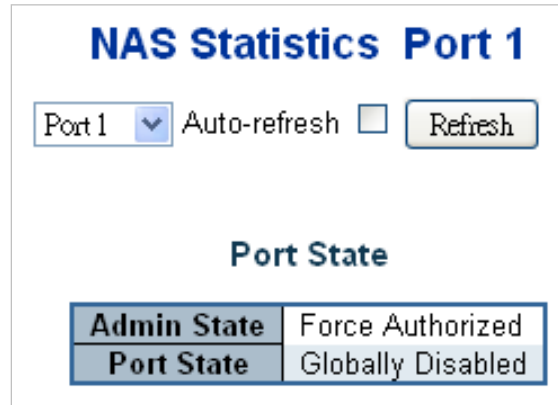 NAS Statistics Port 1
Port 1 Auto-refresh Refresh
Port State
Admin State Force Authorized
Port State Globally Disabled